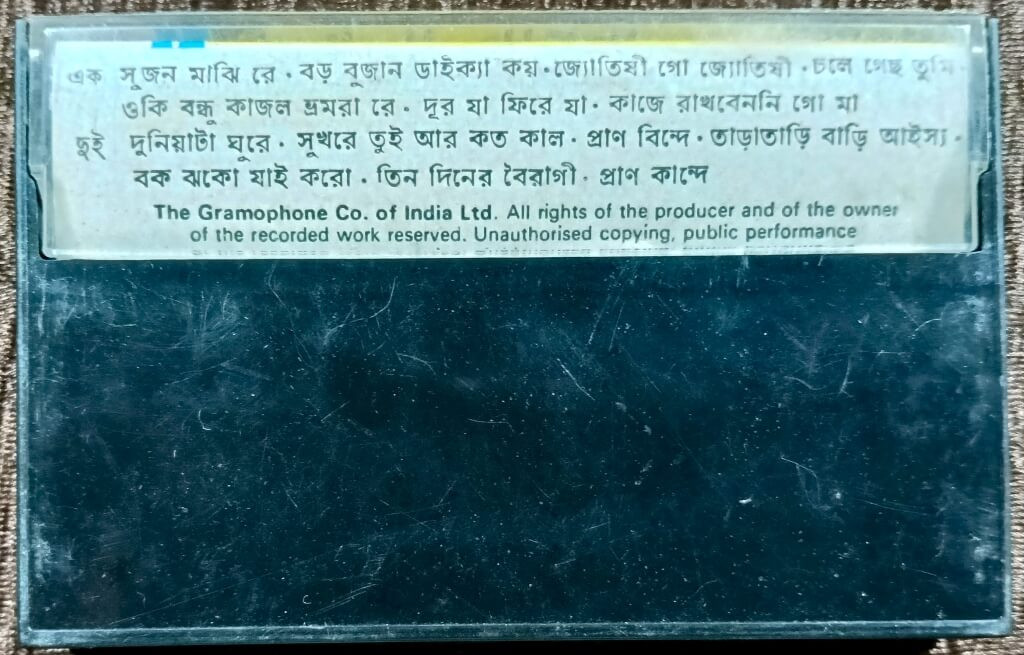 এক সুজন মাঝি রে · বড় বুজান ডাইক্যা কয় · জ্যোতিষী গো জ্যোতিষী · চলে গেছ তুমি ·
ওকি বন্ধু কাজল ভ্রমরা রে · দূর যা ফিরে যা · কাজে রাখবেননি গো মা
দুই দুনিয়াটা ঘুরে · সুখরে তুই আর কত কাল · প্রাণ বিন্দে · তাড়াতাড়ি বাড়ি আইস্য ·
বক ঝকো যাই করো · তিন দিনের বৈরাগী · প্রাণ কান্দে
The Gramophone Co. of India Ltd. All rights of the producer and of the owner
of the recorded work reserved. Unauthorised copying, public performance